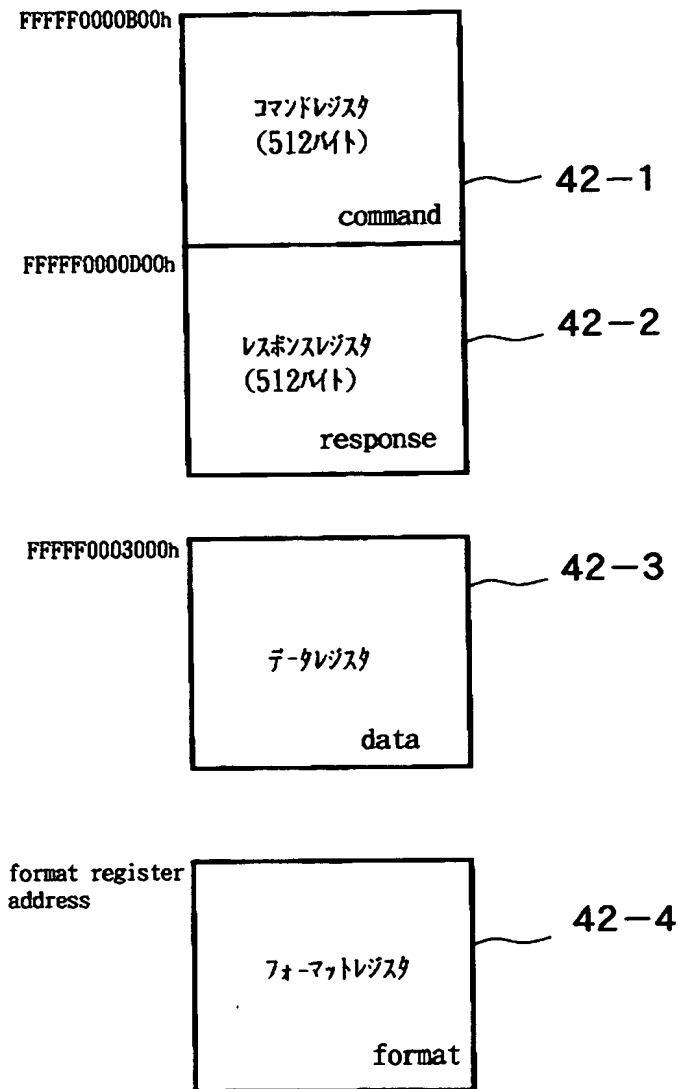 FFFFF0000B00h
コマンドレジスタ
(512バイト)
42-1
command
FFFFF0000D00h
42-2
レスポンスレジスタ
(512バイト)
response
FFFFF0003000h
42-3
データレジスタ
data
format register
address
42-4
フォーマットレジスタ
format